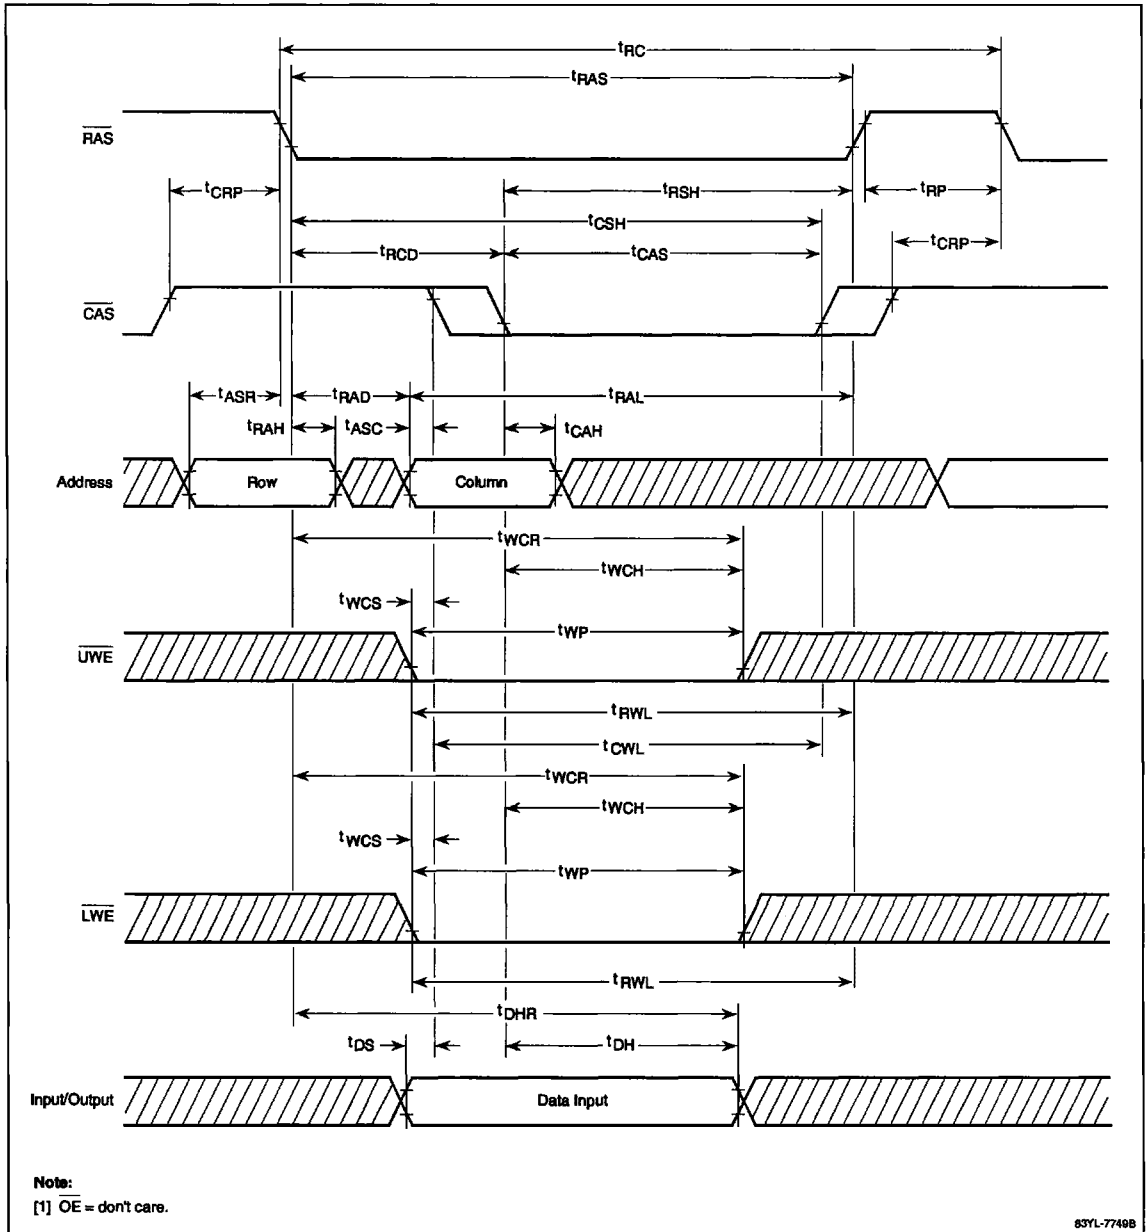 tRC
tRAS
RAS
tCRP
tRSH
tRP
tCSH
tCRP
tRCD
tCAS
CAS
tASR
tRAD
tRAL
tRAH
tASC
tCAH
Address
Row
Column
tWCR
tWCH
tWCS
tWP
UWE
tRWL
tCWL
tWCR
tWCH
tWCS
tWP
LWE
tRWL
tDHR
tDS
tDH
Input/Output
Data Input
Note:
[1] OE = don't care.
83YL-7749B